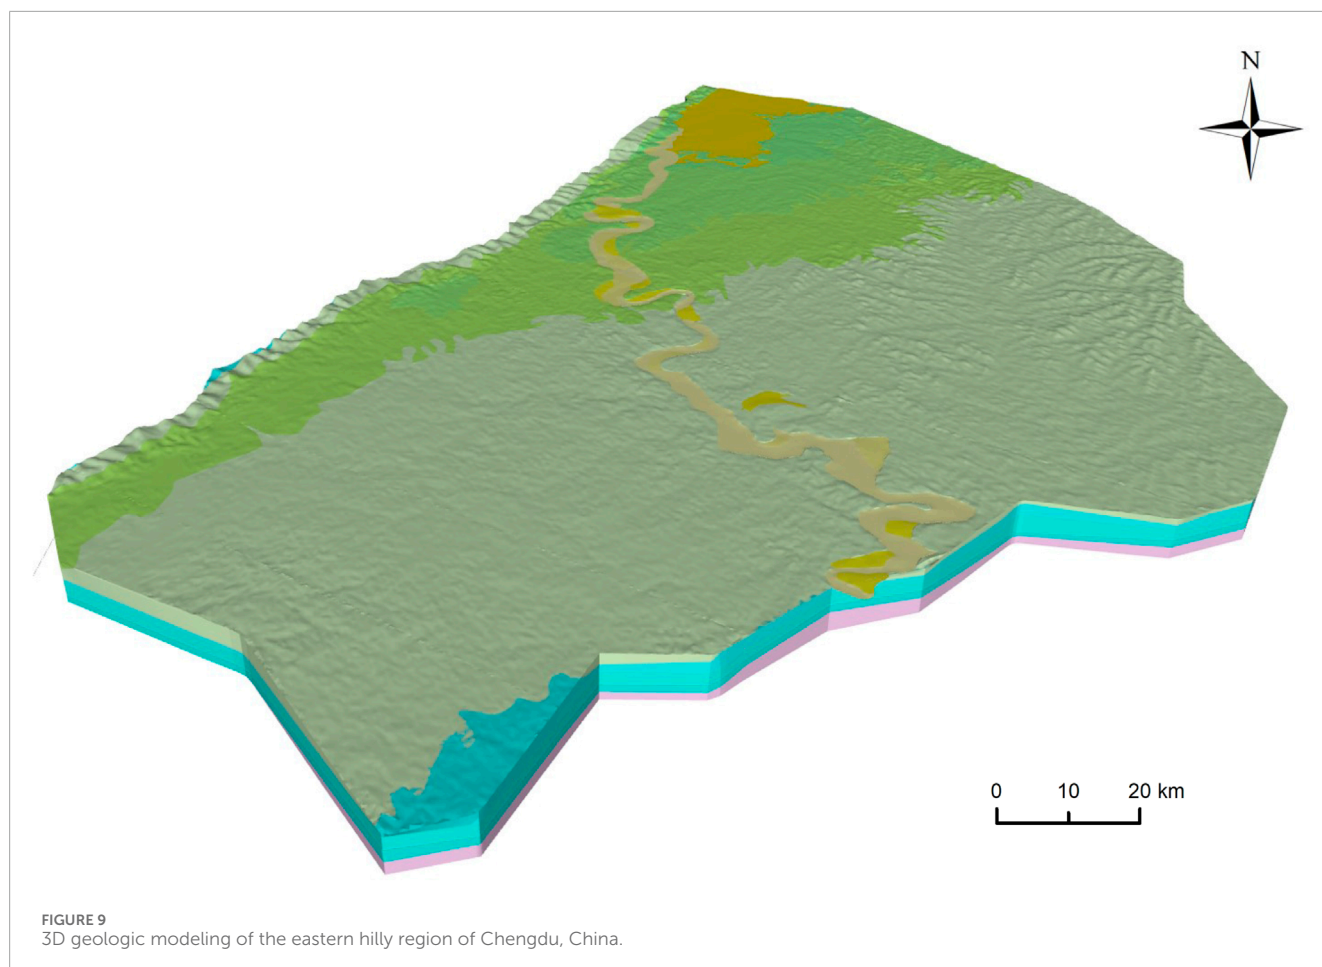 N
0 10 20 km
FIGURE 9
3D geologic modeling of the eastern hilly region of Chengdu, China.